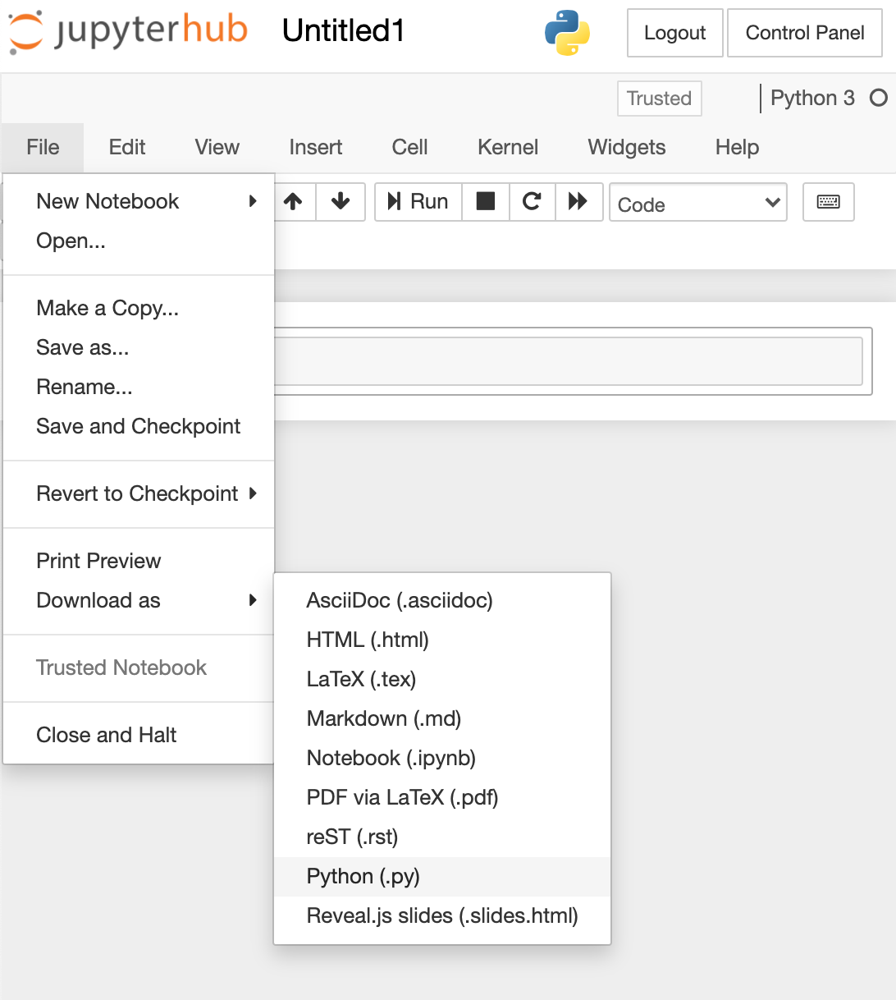 jupyterhub Untitled1 Logout Control Panel
Trusted Python 3
File Edit View Insert Cell Kernel Widgets Help
Run Code
New Notebook
Open...
Make a Copy...
Save as...
Rename...
Save and Checkpoint
Revert to Checkpoint
Print Preview
Download as
Trusted Notebook
Close and Halt
AsciiDoc (.asciidoc)
HTML (.html)
LaTeX (.tex)
Markdown (.md)
Notebook (.ipynb)
PDF via LaTeX (.pdf)
reST (.rst)
Python (.py)
Reveal.js slides (.slides.html)